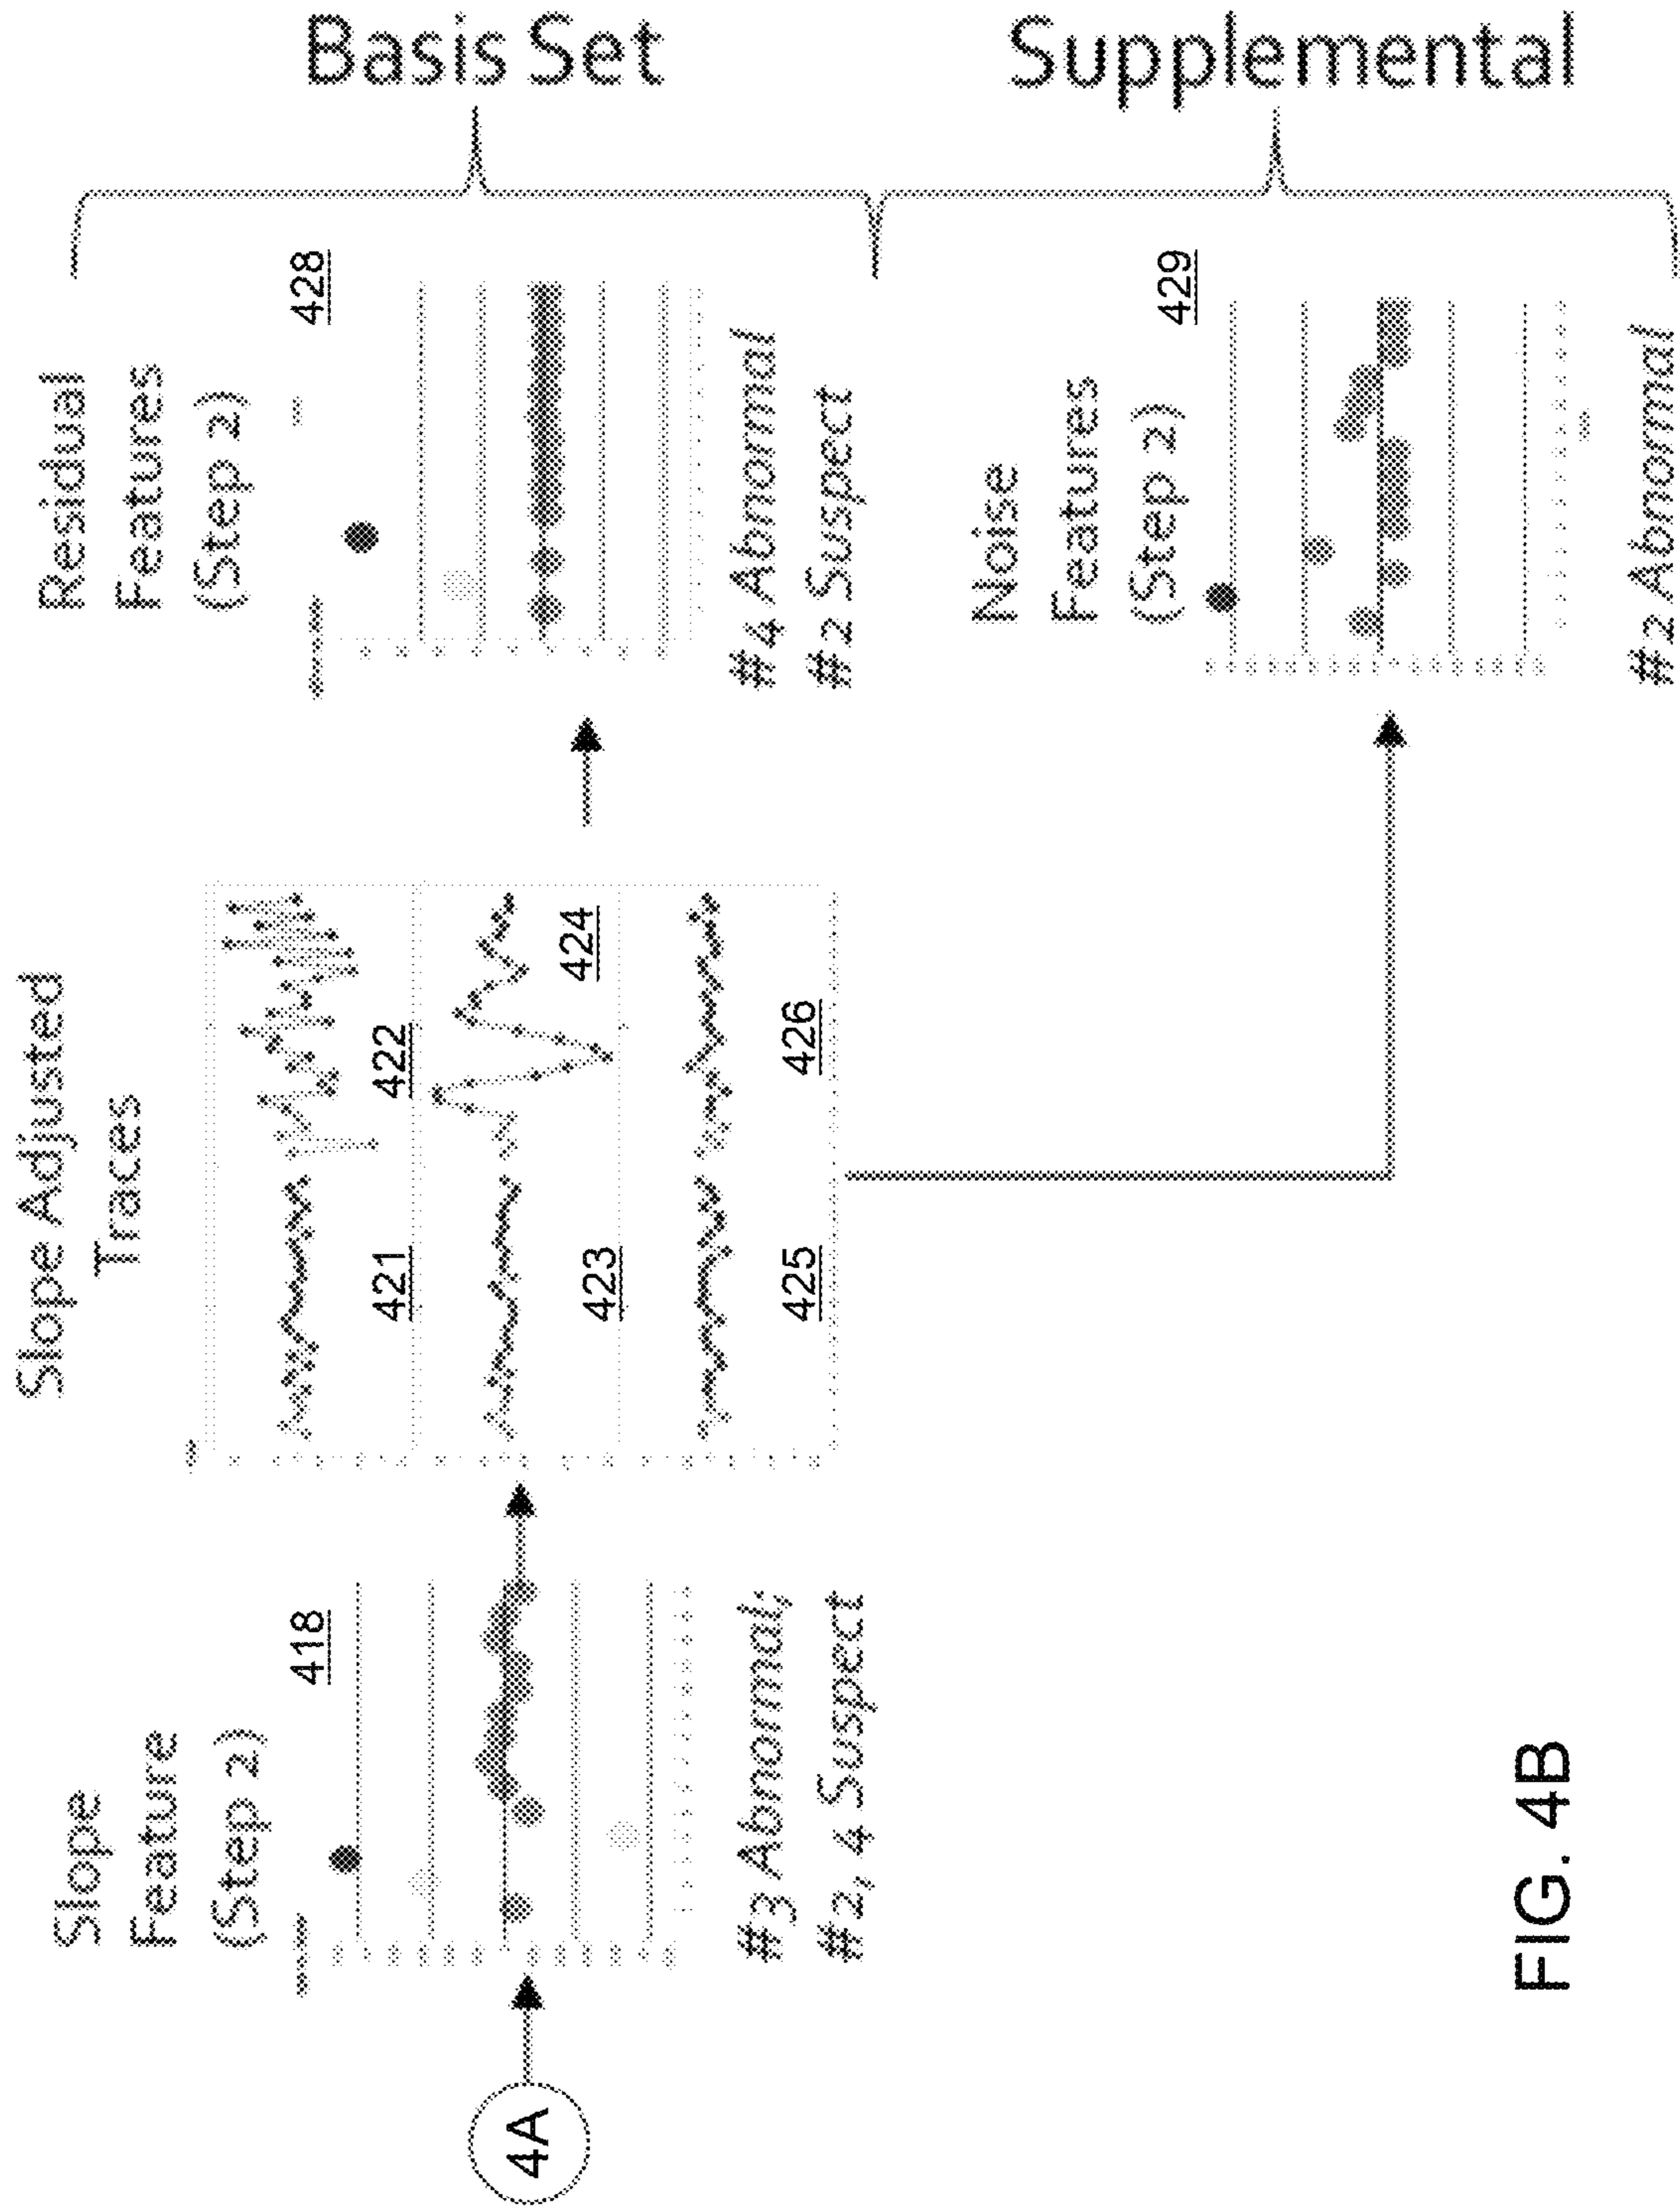 4A
Slope
Feature
(Step 2)
418
#3 Abnormal;
#2, 4 Suspect
Slope Adjusted
Traces
421
422
423
424
425
426
Residual
Features
(Step 2)
428
#4 Abnormal
#2 Suspect
Basis Set
Noise
Features
(Step 2)
429
#2 Abnormal
Supplemental
FIG. 4B